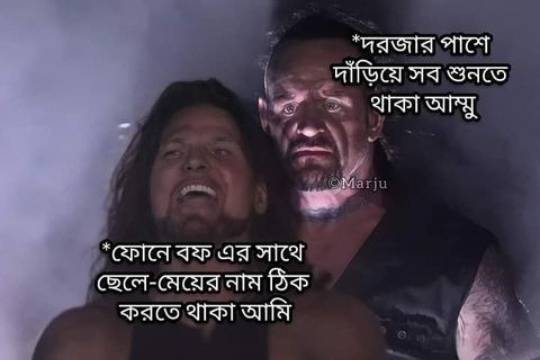 *দরজার পাশে
দাঁড়িয়ে সব শুনতে
থাকা আম্মু
©Marju
*ফোনে বফ এর সাথে
ছেলে-মেয়ের নাম ঠিক
করতে থাকা আমি